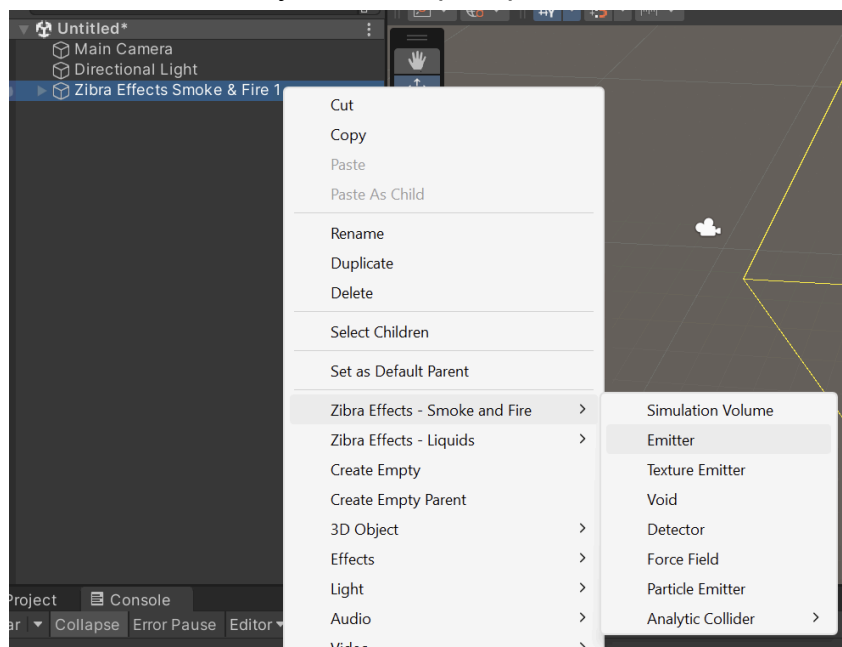 Untitled*
Main Camera
Directional Light
Zibra Effects Smoke & Fire 1
Cut
Copy
Paste
Paste As Child
Rename
Duplicate
Delete
Select Children
Set as Default Parent
Zibra Effects - Smoke and Fire
Zibra Effects - Liquids
Create Empty
Create Empty Parent
3D Object
Effects
Light
Audio
Video
Simulation Volume
Emitter
Texture Emitter
Void
Detector
Force Field
Particle Emitter
Analytic Collider
Project Console
ar Collapse Error Pause Editor